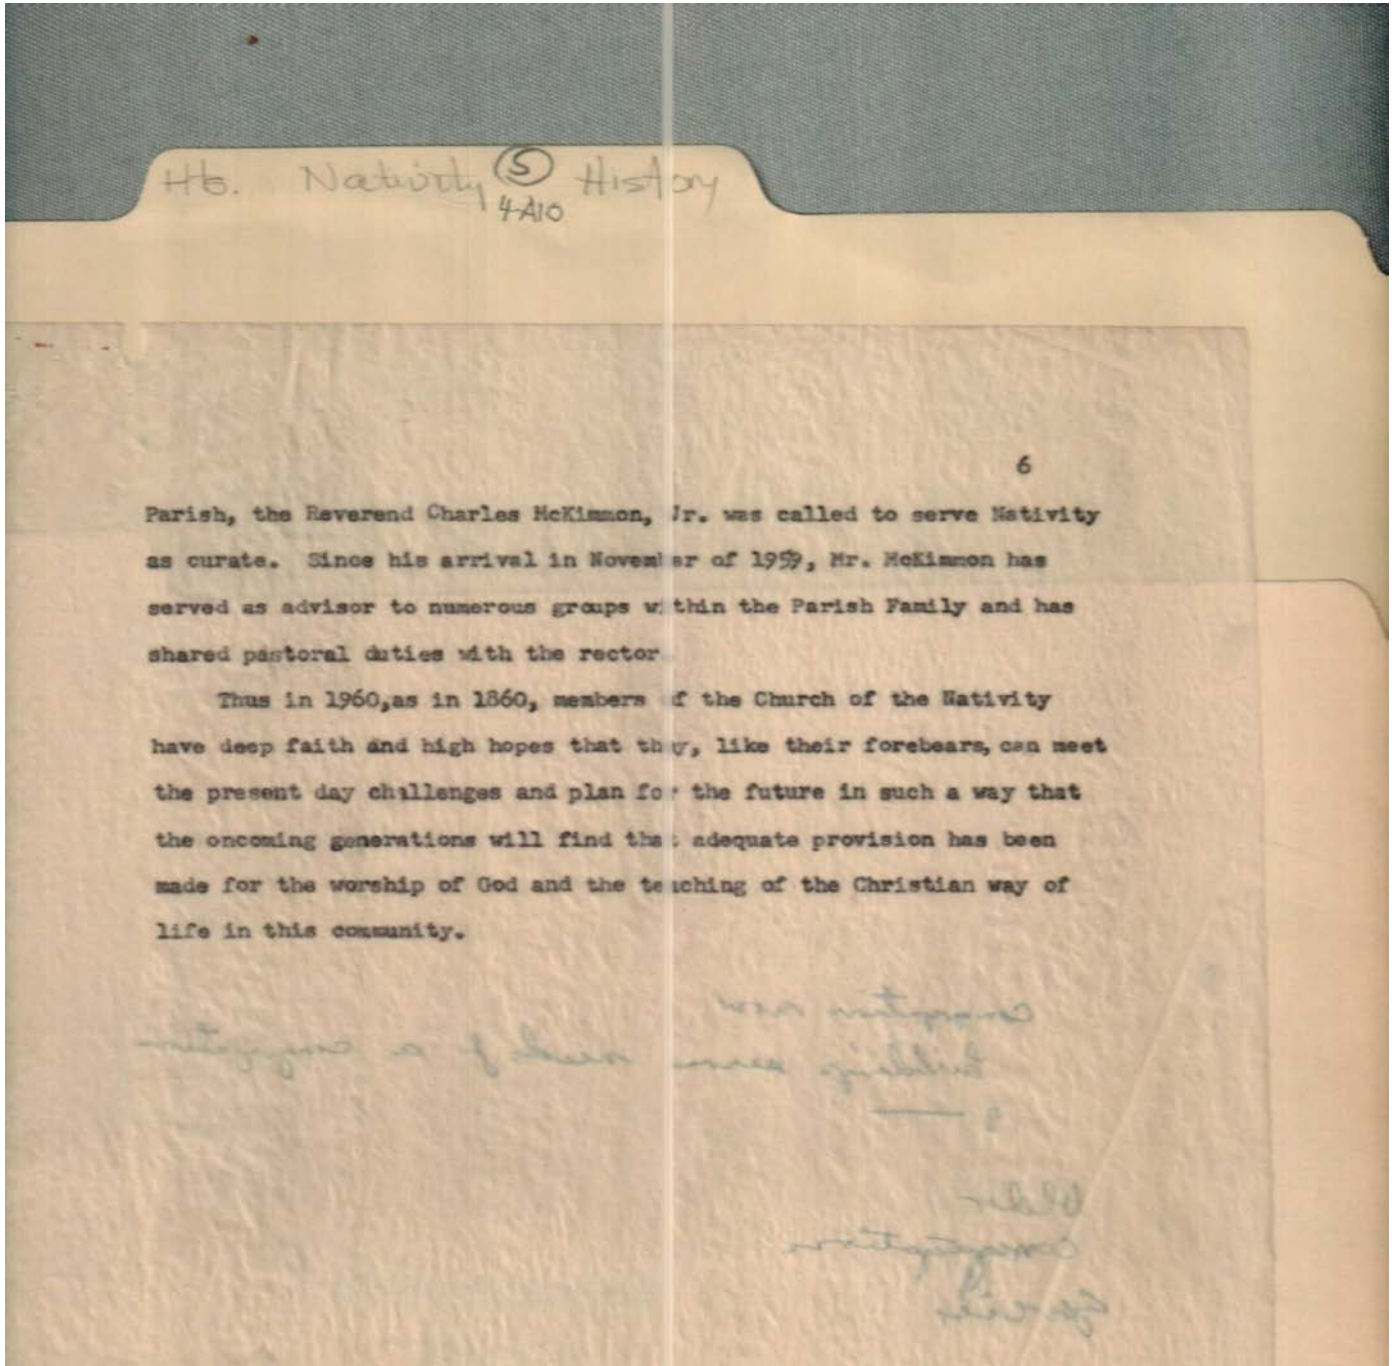 Hb. Nativity (5) History
4A10
6
Parish, the Reverend Charles McKimmon, Jr. was called to serve Nativity
as curate. Since his arrival in November of 1959, Mr. McKimmon has
served as advisor to numerous groups within the Parish Family and has
shared pastoral duties with the rector
Thus in 1960,as in 1860, members of the Church of the Nativity
have deep faith and high hopes that they, like their forebears, can meet
the present day challenges and plan for the future in such a way that
the oncoming generations will find that adequate provision has been
made for the worship of God and the teaching of the Christian way of
life in this community.
building needs of a
Older